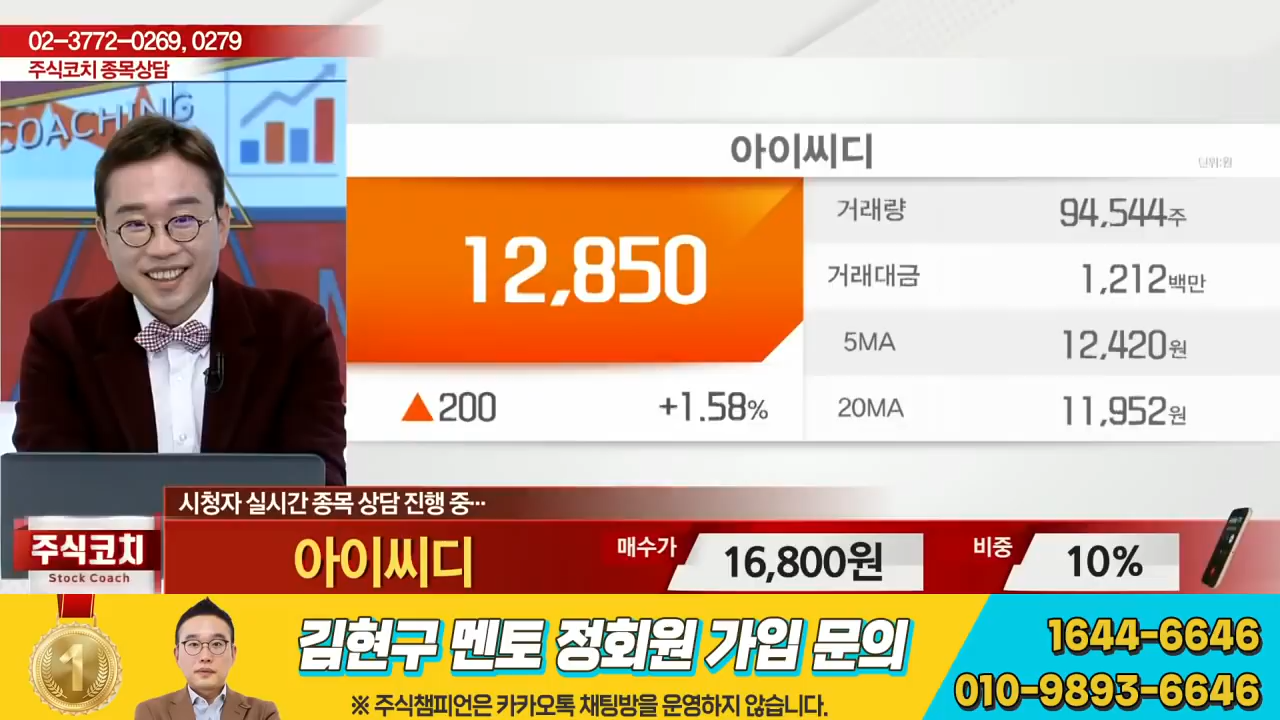 02-3772-0269, 0279
주식코치 종목상담
COACHING
아이씨디
단위:원
12,850
▲200 +1.58%
거래량 94,544주
거래대금 1,212백만
5MA 12,420원
20MA 11,952원
시청자 실시간 종목 상담 진행 중...
주식코치
Stock Coach
아이씨디 매수가 16,800원 비중 10%
1
김현구 멘토 정회원 가입 문의
※ 주식챔피언은 카카오톡 채팅방을 운영하지 않습니다.
1644-6646
010-9893-6646